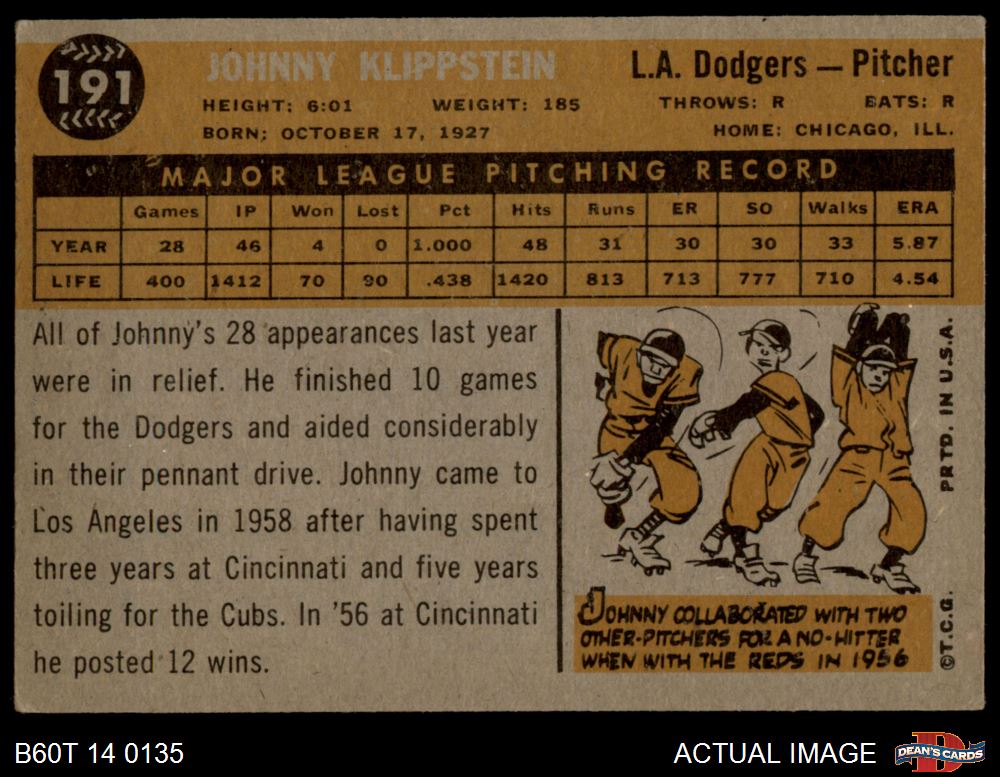 191
JOHNNY KLIPPSTEIN
L.A. Dodgers — Pitcher
HEIGHT: 6:01 WEIGHT: 185 THROWS: R BATS: R
BORN: OCTOBER 17, 1927 HOME: CHICAGO, ILL.
MAJOR LEAGUE PITCHING RECORD
Games IP Won Lost Pct Hits Runs ER SO Walks ERA
YEAR 28 46 4 0 1.000 48 31 30 30 33 5.87
LIFE 400 1412 70 90 .438 1420 813 713 777 710 4.54
All of Johnny's 28 appearances last year
were in relief. He finished 10 games
for the Dodgers and aided considerably
in their pennant drive. Johnny came to
Los Angeles in 1958 after having spent
three years at Cincinnati and five years
toiling for the Cubs. In '56 at Cincinnati
he posted 12 wins.
JOHNNY COLLABORATED WITH TWO
OTHER-PITCHERS FOR A NO-HITTER
WHEN WITH THE REDS IN 1956
©T.C.G. PRTD. IN U.S.A.
B60T 14 0135
ACTUAL IMAGE
D
DEAN'S CARDS